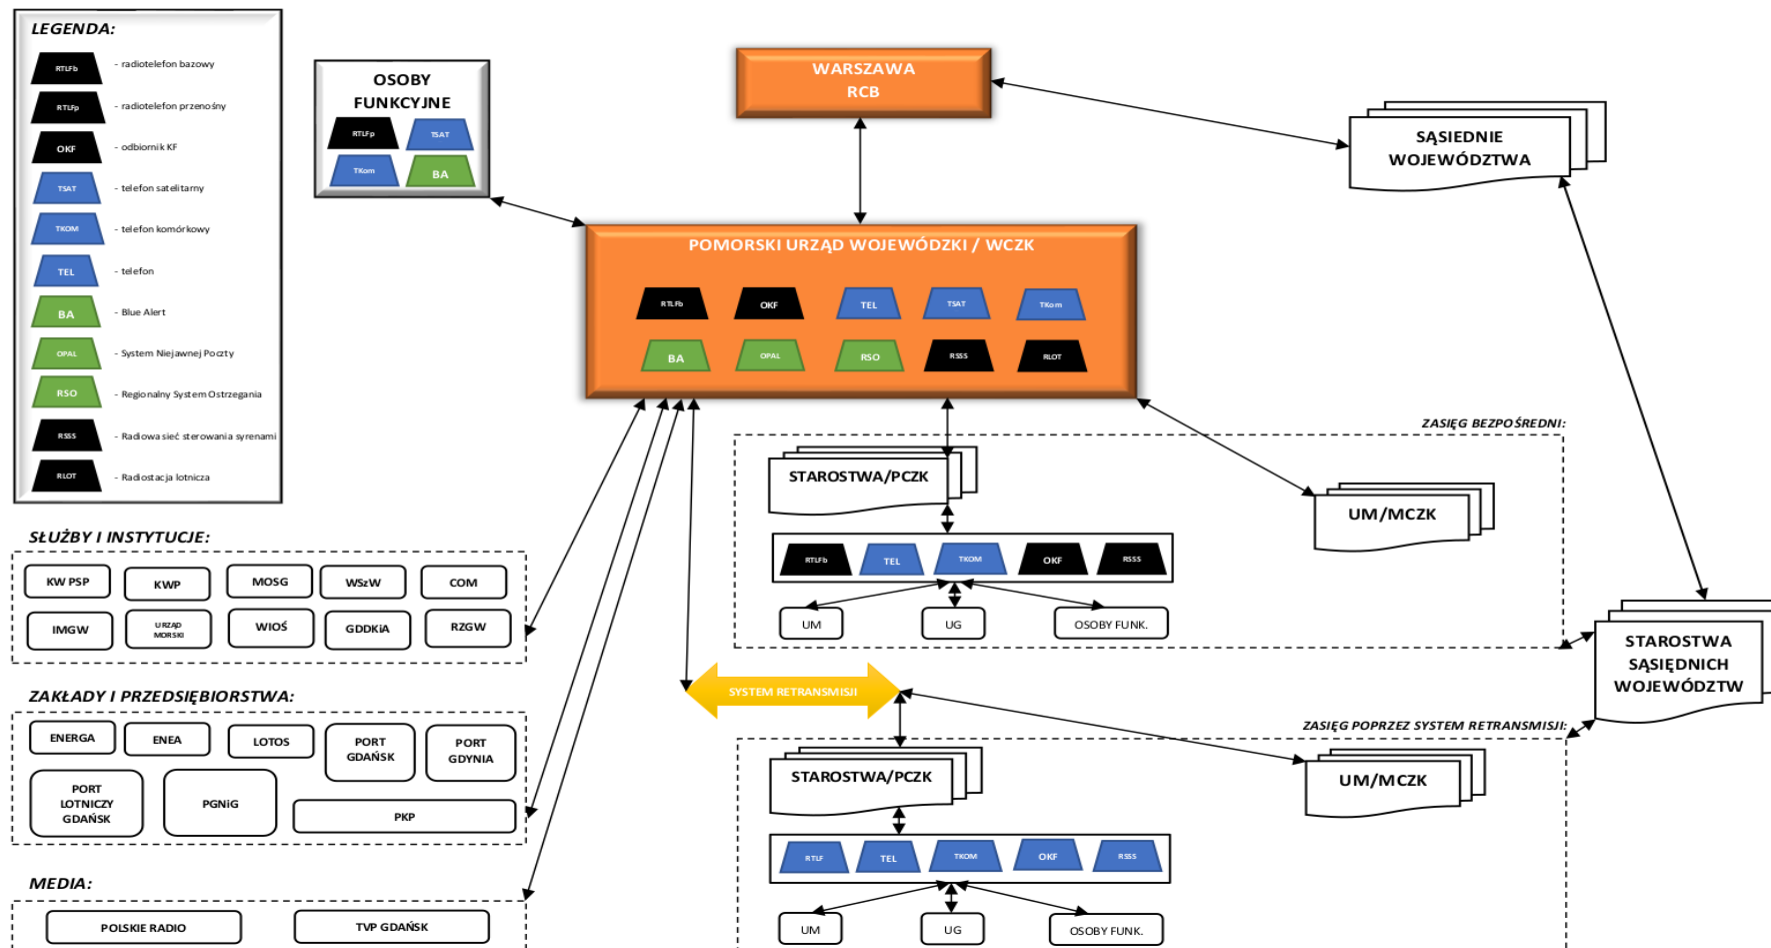 LEGENDA:
RTLFb - radiotelefon bazowy
RTLFp - radiotelefon przenośny
OKF - odbiornik KF
TSAT - telefon satelitarny
TKOM - telefon komórkowy
TEL - telefon
BA - Blue Alert
OPAL - System Niejawnej Poczty
RSO - Regionalny System Ostrzegania
RSSS - Radiowa sieć sterowania syrenami
RLOT - Radiostacja lotnicza
OSOBY
FUNKCYJNE
RTLFp TSAT
TKom BA
WARSZAWA
RCB
SĄSIEDNIE
WOJEWÓDZTWA
POMORSKI URZĄD WOJEWÓDZKI / WCZK
RTLFb OKF TEL TSAT TKom
BA OPAL RSO RSSS RLOT
ZASIĘG BEZPOŚREDNI:
STAROSTWA/PCZK
UM/MCZK
RTLFb TEL TKOM OKF RSSS
UM UG OSOBY FUNK.
STAROSTWA
SĄSIĘDNICH
WOJEWÓDZTW
SYSTEM RETRANSMISJI
ZASIĘG POPRZEZ SYSTEM RETRANSMISJI:
STAROSTWA/PCZK
UM/MCZK
RTLF TEL TKOM OKF RSSS
UM UG OSOBY FUNK.
SŁUŻBY I INSTYTUCJE:
KW PSP KWP MOSG WSzW COM
IMGW URZĄD
MORSKI WIOŚ GDDKiA RZGW
ZAKŁADY I PRZEDSIĘBIORSTWA:
ENERGA ENEA LOTOS PORT
GDAŃSK PORT
GDYNIA
PORT
LOTNICZY
GDAŃSK PGNiG PKP
MEDIA:
POLSKIE RADIO TVP GDAŃSK